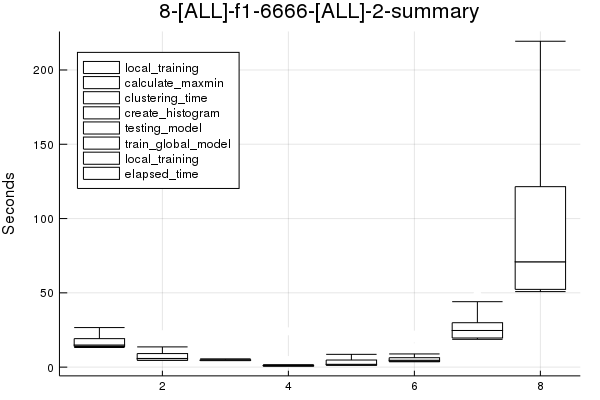 8-[ALL]-f1-6666-[ALL]-2-summary
local_training
calculate_maxmin
clustering_time
create_histogram
testing_model
train_global_model
local_training
elapsed_time
Seconds
200
150
100
50
0
2
4
6
8